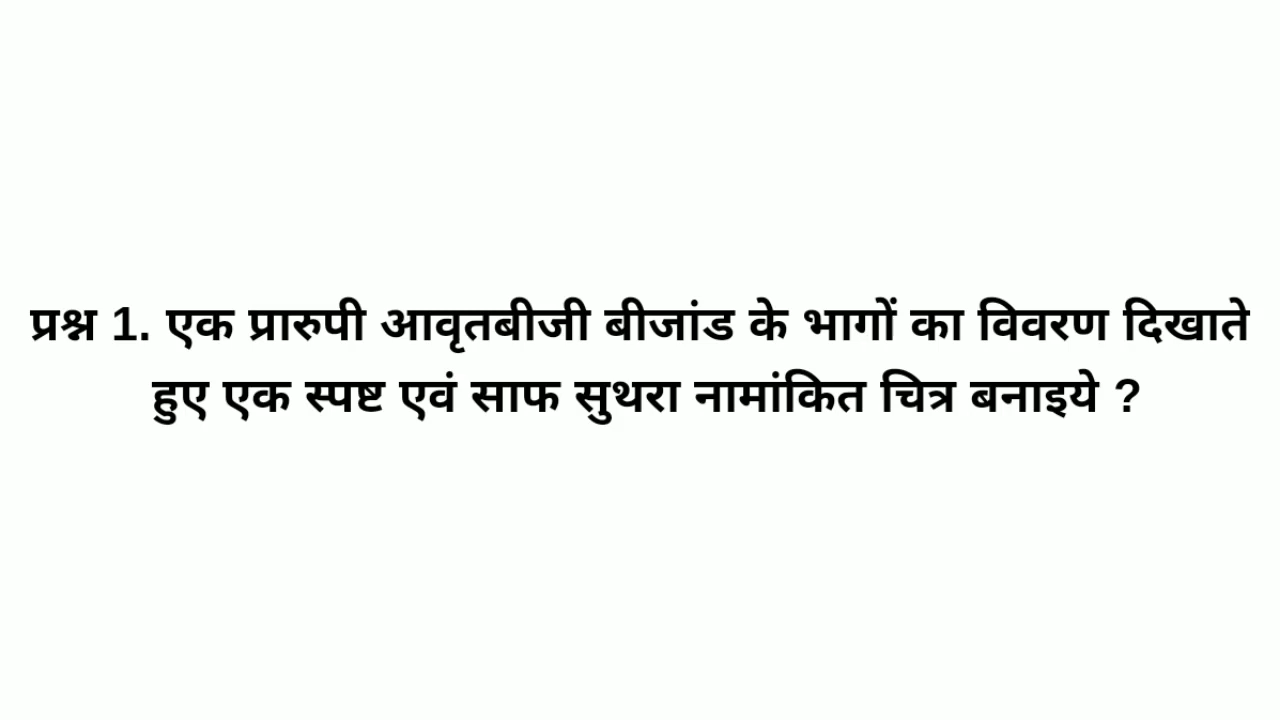 प्रश्न 1. एक प्रारुपी आवृतबीजी बीजांड के भागों का विवरण दिखाते
हुए एक स्पष्ट एवं साफ सुथरा नामांकित चित्र बनाइये ?